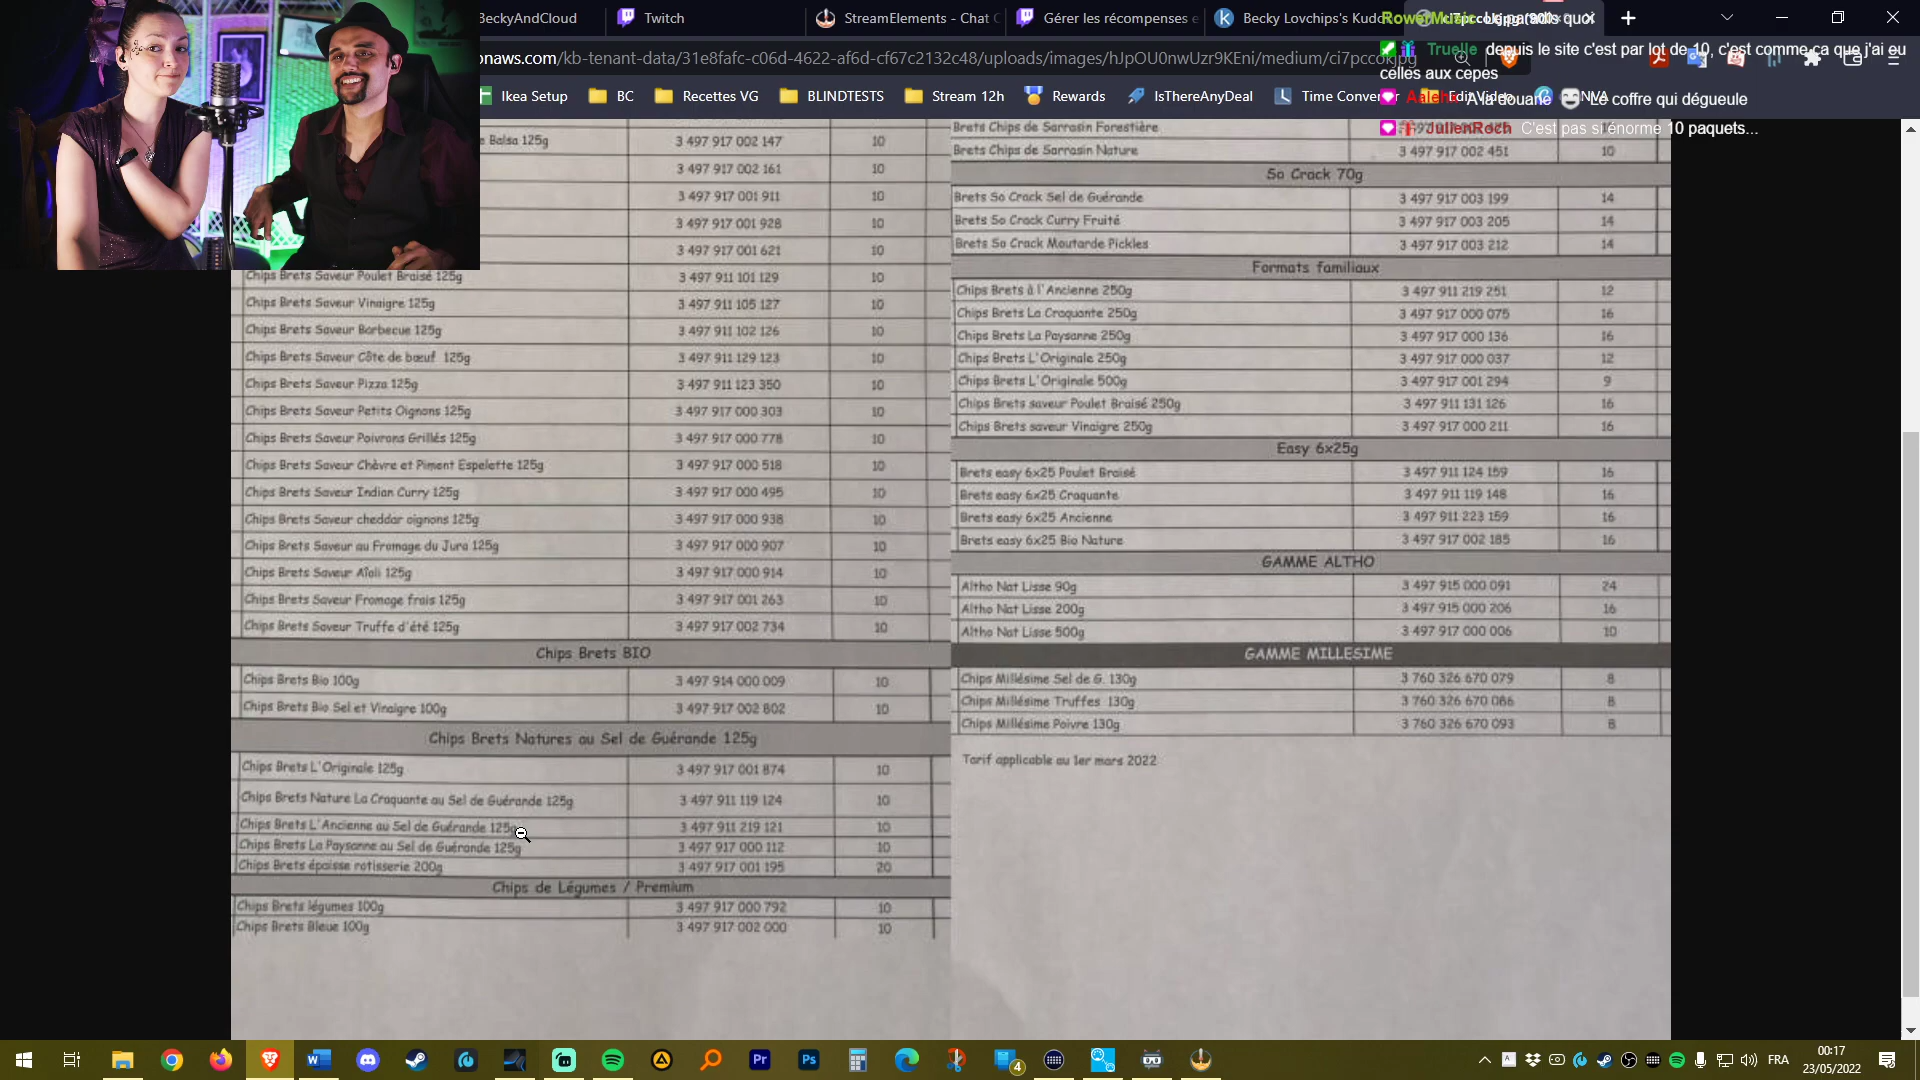 BeckyAndCloud
Twitch
StreamElements - Chat C
Gérer les récompenses e
Becky Lovchips's Kudo
RowerMusic
Truelle depuis le site c'est par lot de 10, c'est comme ça que j'ai eu
celles aux cepes
A la douane Le coffre qui dégueule
JulienRoch C'est pas si énorme 10 paquets...
onaws.com/kb-tenant-data/31e8fafc-c06d-4622-af6d-cf67c2132c48/uploads/images/hJpOU0nwUzr9KEni/medium/ci7pccok.jpg
Ikea Setup
BC
Recettes VG
BLINDTESTS
Stream 12h
Rewards
IsThereAnyDeal
Time Conver
Edit Video
Balsa 125g 3 497 917 002 147 10
3 497 917 002 161 10
3 497 917 001 911 10
3 497 917 001 928 10
3 497 917 001 621 10
Chips Brets Saveur Poulet Braisé 125g 3 497 911 101 129 10
Chips Brets Saveur Vinaigre 125g 3 497 911 105 127 10
Chips Brets Saveur Barbecue 125g 3 497 911 102 126 10
Chips Brets Saveur Côte de bœuf 125g 3 497 911 129 123 10
Chips Brets Saveur Pizza 125g 3 497 911 123 350 10
Chips Brets Saveur Petits Oignons 125g 3 497 917 000 303 10
Chips Brets Saveur Poivrons Grillés 125g 3 497 917 000 778 10
Chips Brets Saveur Chèvre et Piment Espelette 125g 3 497 917 000 518 10
Chips Brets Saveur Indian Curry 125g 3 497 917 000 495 10
Chips Brets Saveur cheddar oignons 125g 3 497 917 000 938 10
Chips Brets Saveur au Fromage du Jura 125g 3 497 917 000 907 10
Chips Brets Saveur Aïoli 125g 3 497 917 000 914 10
Chips Brets Saveur Fromage frais 125g 3 497 917 001 263 10
Chips Brets Saveur Truffe d'été 125g 3 497 917 002 734 10
Chips Brets BIO
Chips Brets Bio 100g 3 497 914 000 009 10
Chips Brets Bio Sel et Vinaigre 100g 3 497 917 002 802 10
Chips Brets Natures au Sel de Guérande 125g
Chips Brets L'Originale 125g 3 497 917 001 874 10
Chips Brets Nature La Craquante au Sel de Guérande 125g 3 497 911 119 124 10
Chips Brets L'Ancienne au Sel de Guérande 125g 3 497 911 219 121 10
Chips Brets La Paysanne au Sel de Guérande 125g 3 497 917 000 112 10
Chips Brets épaisse rotisserie 200g 3 497 917 001 195 20
Chips de Légumes / Premium
Chips Brets légumes 100g 3 497 917 000 792 10
Chips Brets Bleue 100g 3 497 917 002 000 10
Brets Chips de Sarrasin Forestière
Brets Chips de Sarrasin Nature 3 497 917 002 451 10
So Crack 70g
Brets So Crack Sel de Guérande 3 497 917 003 199 14
Brets So Crack Curry Fruité 3 497 917 003 205 14
Brets So Crack Moutarde Pickles 3 497 917 003 212 14
Formats familiaux
Chips Brets à l'Ancienne 250g 3 497 911 219 251 12
Chips Brets La Craquante 250g 3 497 917 000 075 16
Chips Brets La Paysanne 250g 3 497 917 000 136 16
Chips Brets L'Originale 250g 3 497 917 000 037 12
Chips Brets L'Originale 500g 3 497 917 001 294 9
Chips Brets saveur Poulet Braisé 250g 3 497 911 131 126 16
Chips Brets saveur Vinaigre 250g 3 497 917 000 211 16
Easy 6x25g
Brets easy 6x25 Poulet Braisé 3 497 911 124 159 16
Brets easy 6x25 Craquante 3 497 911 119 148 16
Brets easy 6x25 Ancienne 3 497 911 223 159 16
Brets easy 6x25 Bio Nature 3 497 917 002 185 16
GAMME ALTHO
Altho Nat Lisse 90g 3 497 915 000 091 24
Altho Nat Lisse 200g 3 497 915 000 206 16
Altho Nat Lisse 500g 3 497 917 000 006 10
GAMME MILLESIME
Chips Millésime Sel de G. 130g 3 760 326 670 079 8
Chips Millésime Truffes 130g 3 760 326 670 086 8
Chips Millésime Poivre 130g 3 760 326 670 093 8
Tarif applicable au 1er mars 2022
4
FRA
00:17
23/05/2022